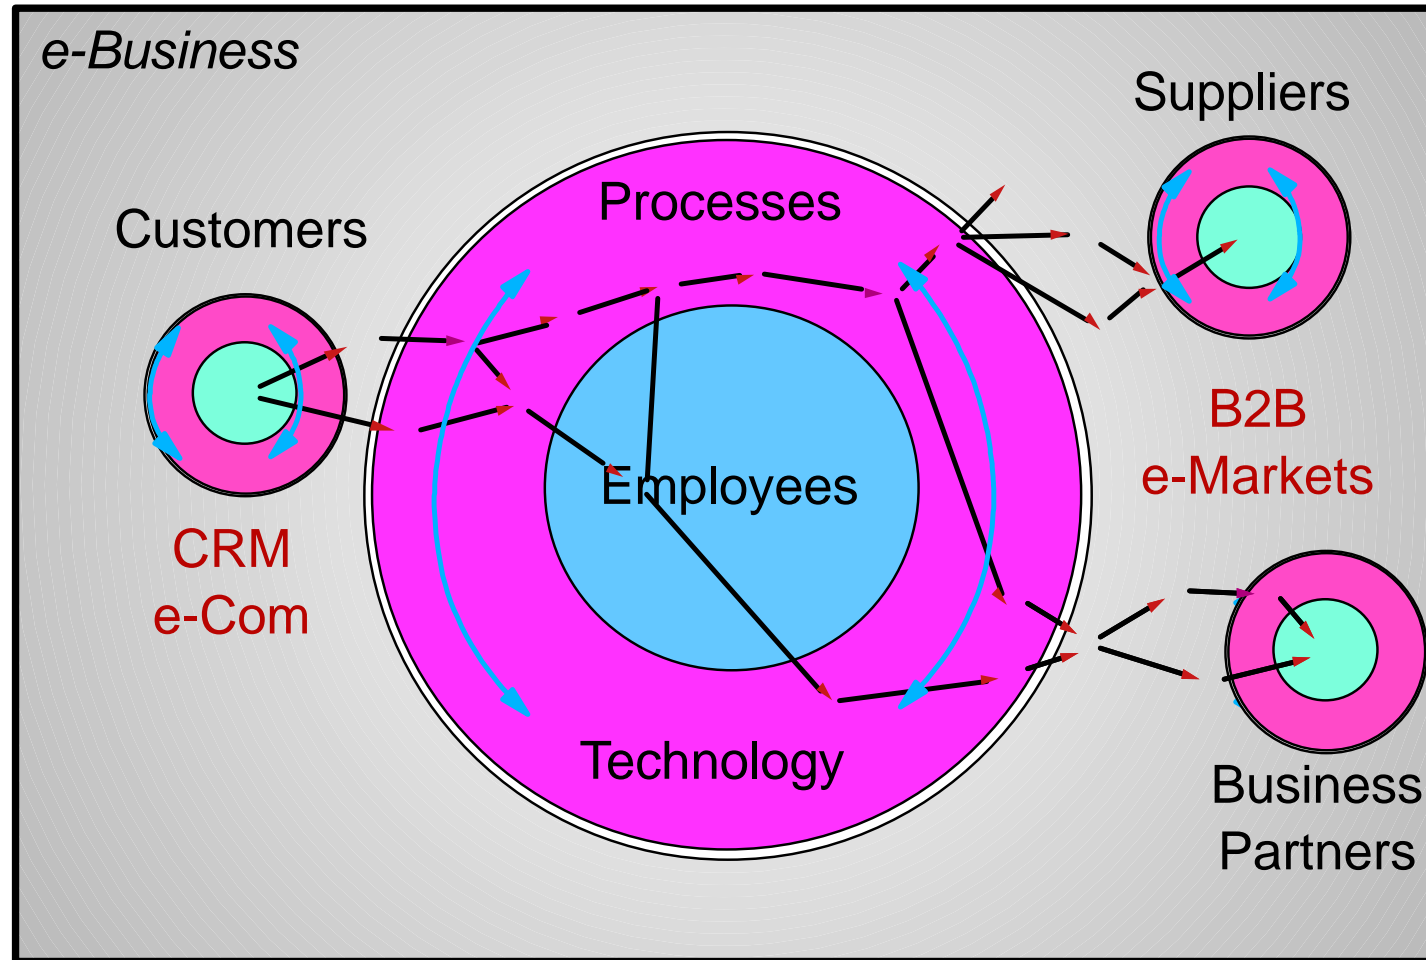 e-Business
Suppliers
Processes
Customers
B2B
e-Markets
Employees
CRM
e-Com
Technology
Business
Partners